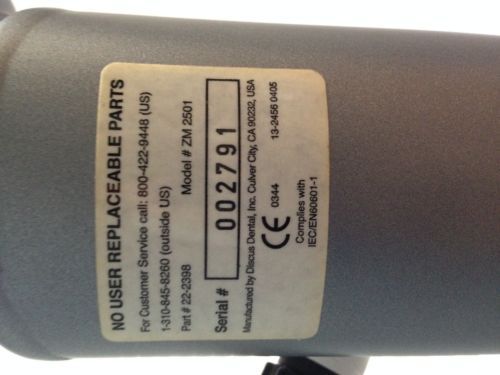 NO USER REPLACEABLE PARTS
For Customer Service call: 800-422-9448 (US)
1-310-845-8260 (outside US)
Part # 22-2398 Model # ZM 2501
Serial # 002791
Manufactured by Discus Dental, Inc. Culver City, CA 90232, USA
CE 0344 13-2456 0405
Complies with
IEC/EN60601-1